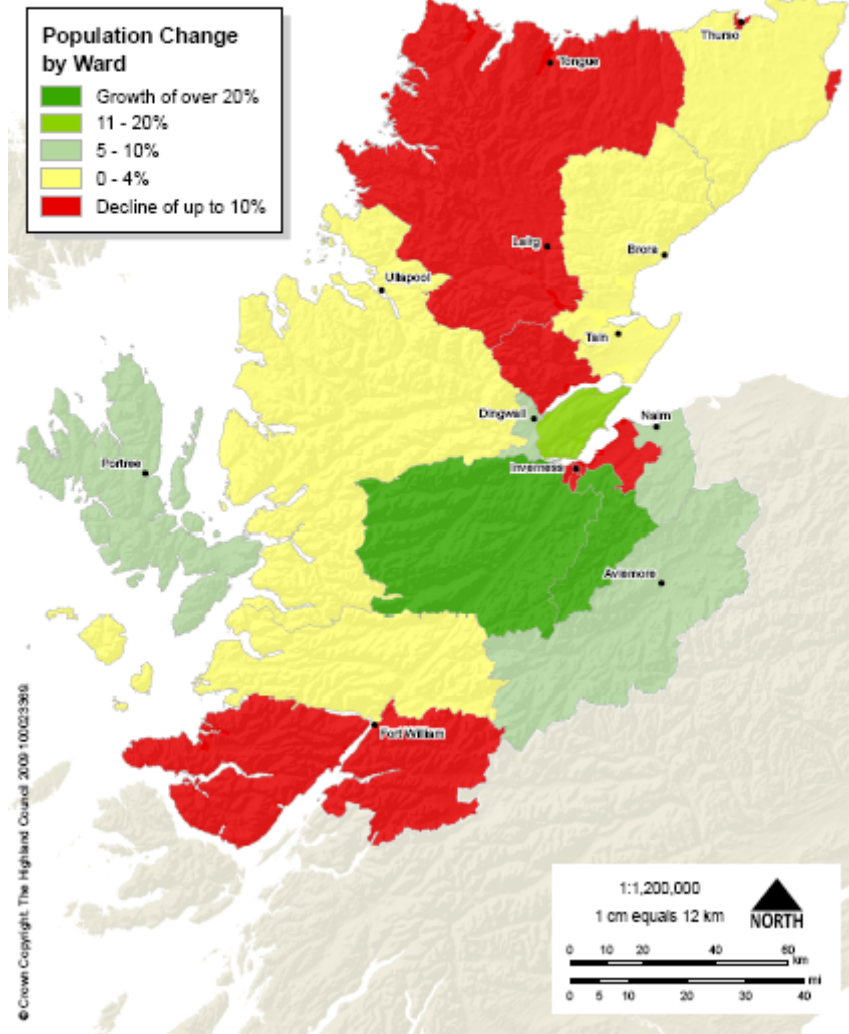 Population Change
by Ward
Growth of over 20%
11 - 20%
5 - 10%
0 - 4%
Decline of up to 10%
Thurso
Tongue
Lairg
Brora
Ullapool
Tain
Dingwall
Nairn
Portree
Inverness
Aviemore
Fort William
© Crown Copyright. The Highland Council 2009 100023369.
1:1,200,000
1 cm equals 12 km
NORTH
0 10 20 40 60
km
mi
0 5 10 20 30 40